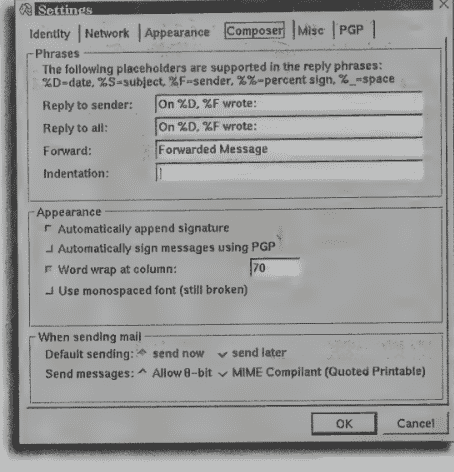 Settings
Identity Network Appearance Composer Misc PGP
Phrases
The following placeholders are supported in the reply phrases:
%D=date, %S=subject, %F=sender, %%=percent sign, %_=space
Reply to sender: On %D, %F wrote:
Reply to all: On %D, %F wrote:
Forward: Forwarded Message
Indentation:
Appearance
Automatically append signature
Automatically sign messages using PGP
Word wrap at column: 70
Use monospaced font (still broken)
When sending mail
Default sending: send now send later
Send messages: Allow 8-bit MIME Compliant (Quoted Printable)
OK Cancel